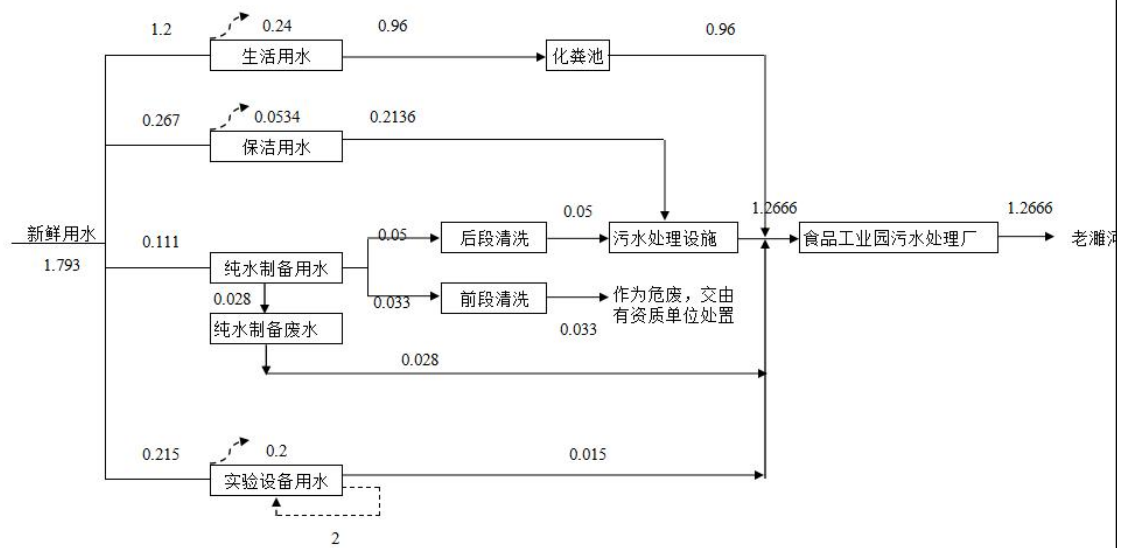 1.2
0.24
0.96
0.96
生活用水
化粪池
0.267
0.0534
0.2136
保洁用水
新鲜用水
1.793
0.111
纯水制备用水
0.05
后段清洗
0.05
污水处理设施
1.2666
食品工业园污水处理厂
1.2666
老濉河
0.033
前段清洗
0.033
作为危废，交由
有资质单位处置
0.028
纯水制备废水
0.028
0.215
0.2
0.015
实验设备用水
2